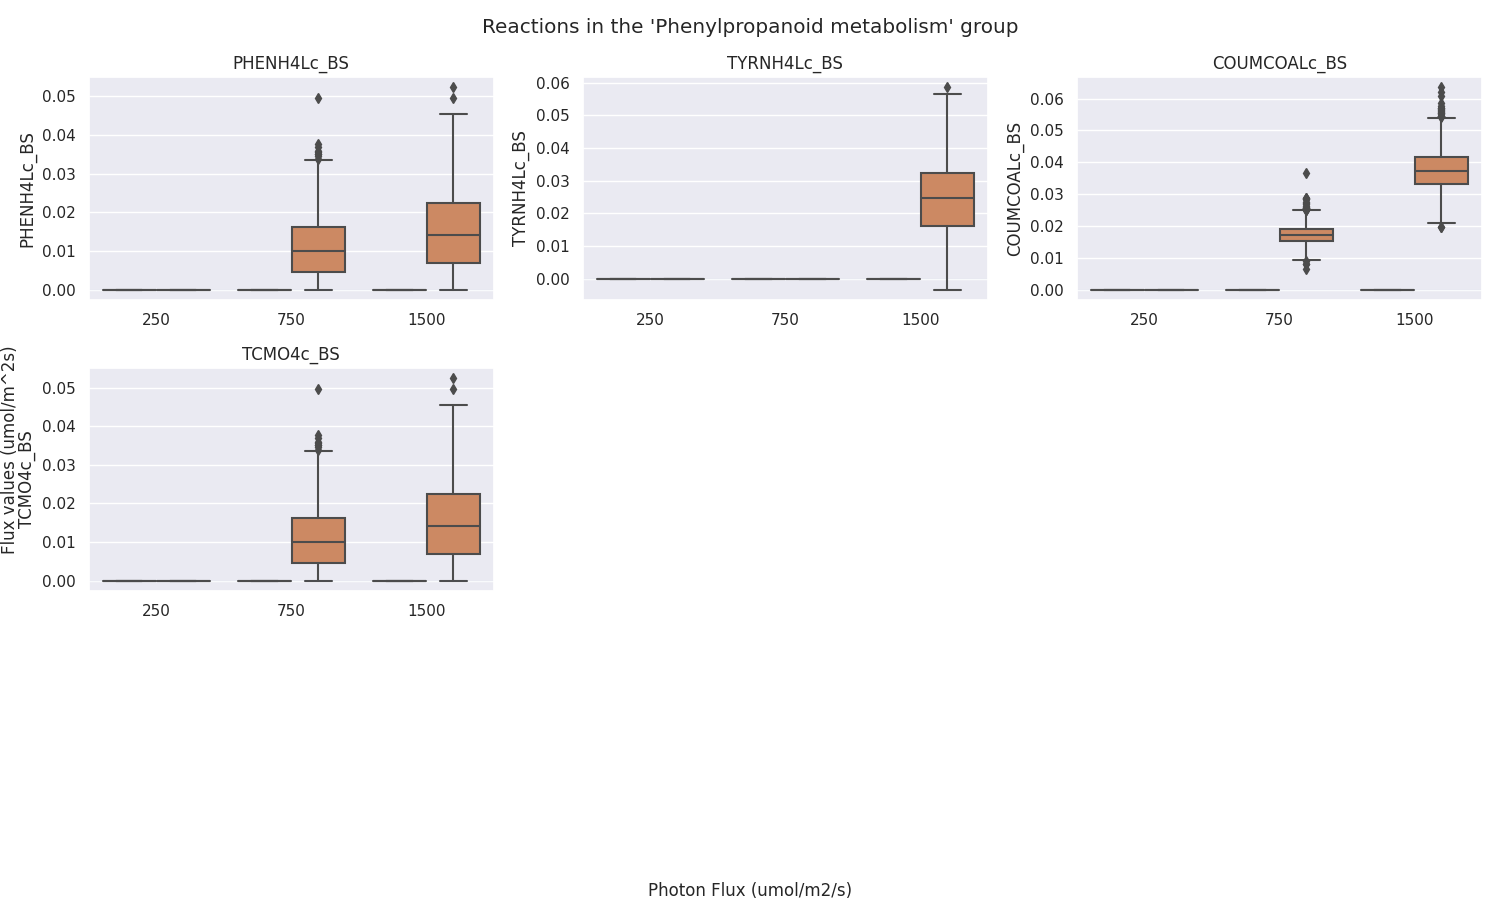 Reactions in the 'Phenylpropanoid metabolism' group
PHENH4Lc_BS
PHENH4Lc_BS
0.05
0.04
0.03
0.02
0.01
0.00
250 750 1500
TYRNH4Lc_BS
TYRNH4Lc_BS
0.06
0.05
0.04
0.03
0.02
0.01
0.00
250 750 1500
COUMCOALc_BS
COUMCOALc_BS
0.06
0.05
0.04
0.03
0.02
0.01
0.00
250 750 1500
TCMO4c_BS
Flux values (umol/m^2s)
TCMO4c_BS
0.05
0.04
0.03
0.02
0.01
0.00
250 750 1500
Photon Flux (umol/m2/s)